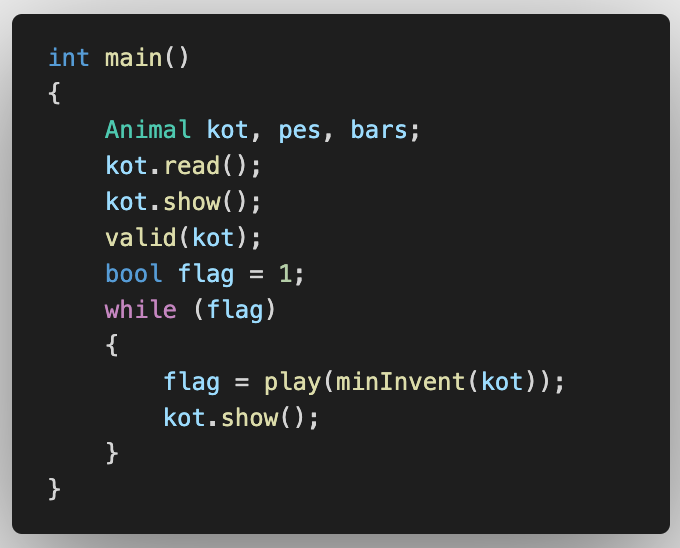 int main()
{
    Animal kot, pes, bars;
    kot.read();
    kot.show();
    valid(kot);
    bool flag = 1;
    while (flag)
    {
        flag = play(minInvent(kot));
        kot.show();
    }
}